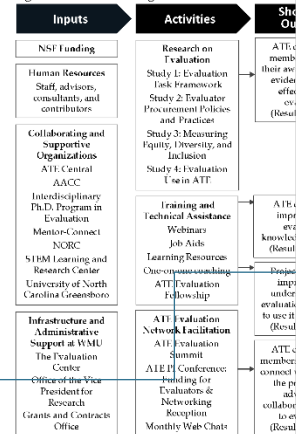 Inputs
NSF Funding
Human Resources
Staff, advisors,
consultants, and
contributors
Collaborating and
Supportive
Organizations
ATE Central
AACC
Interdisciplinary
Ph.D. Program in
Evaluation
Mentor-Connect
NORC
STEM Learning and
Research Center
University of North
Carolina Greensboro
Infrastructure and
Administrative
Support at WMU
The Evaluation
Center
Office of the Vice
President for
Research
Grants and Contracts
Office
Activities
Research on
Evaluation
Study 1: Evaluation
Task Framework
Study 2: Evaluator
Procurement Policies
and Practices
Study 3: Measuring
Equity, Diversity, and
Inclusion
Study 4: Evaluation
Use in ATE
Training and
Technical Assistance
Webinars
Job Aids
Learning Resources
One-on-one coaching
ATE Evaluation
Fellowship
ATE Evaluation
Network Facilitation
ATE Evaluation
Summit
ATE PI Conference:
Funding for
Evaluators &
Networking
Reception
Monthly Web Chats